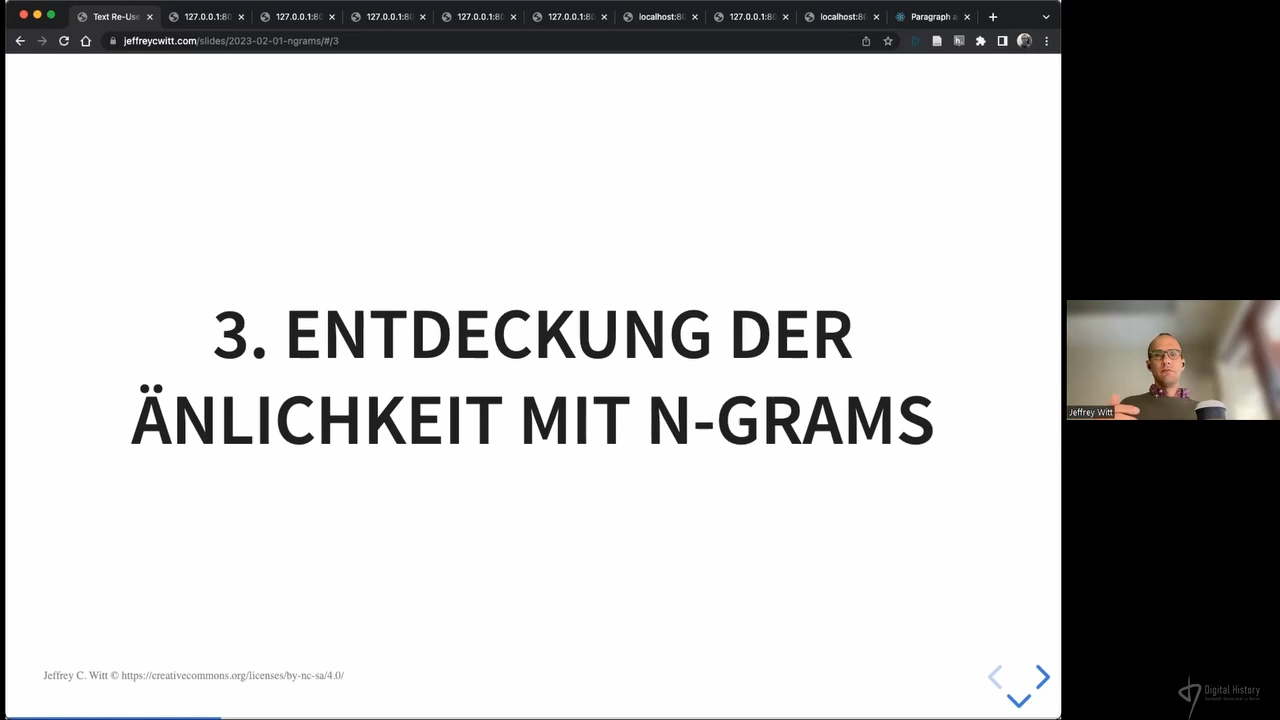 Text Re-Use
127.0.0.1:80
127.0.0.1:80
127.0.0.1:80
127.0.0.1:80
127.0.0.1:80
localhost:80
127.0.0.1:80
localhost:80
Paragraph a
jeffreycwitt.com/slides/2023-02-01-ngrams/#/3
3. ENTDECKUNG DER
ÄNLICHKEIT MIT N-GRAMS
Jeffrey Witt
Jeffrey C. Witt © https://creativecommons.org/licenses/by-nc-sa/4.0/
Digital History